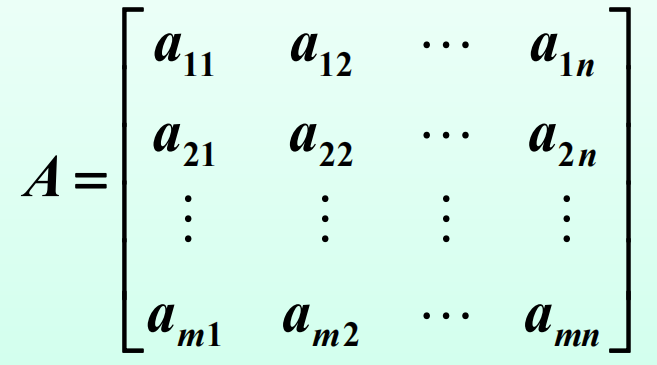 a₁₁ a₁₂ ⋯ a₁ₙ
a₂₁ a₂₂ ⋯ a₂ₙ
A =
⋮ ⋮ ⋮ ⋮
aₘ₁ aₘ₂ ⋯ aₘₙ